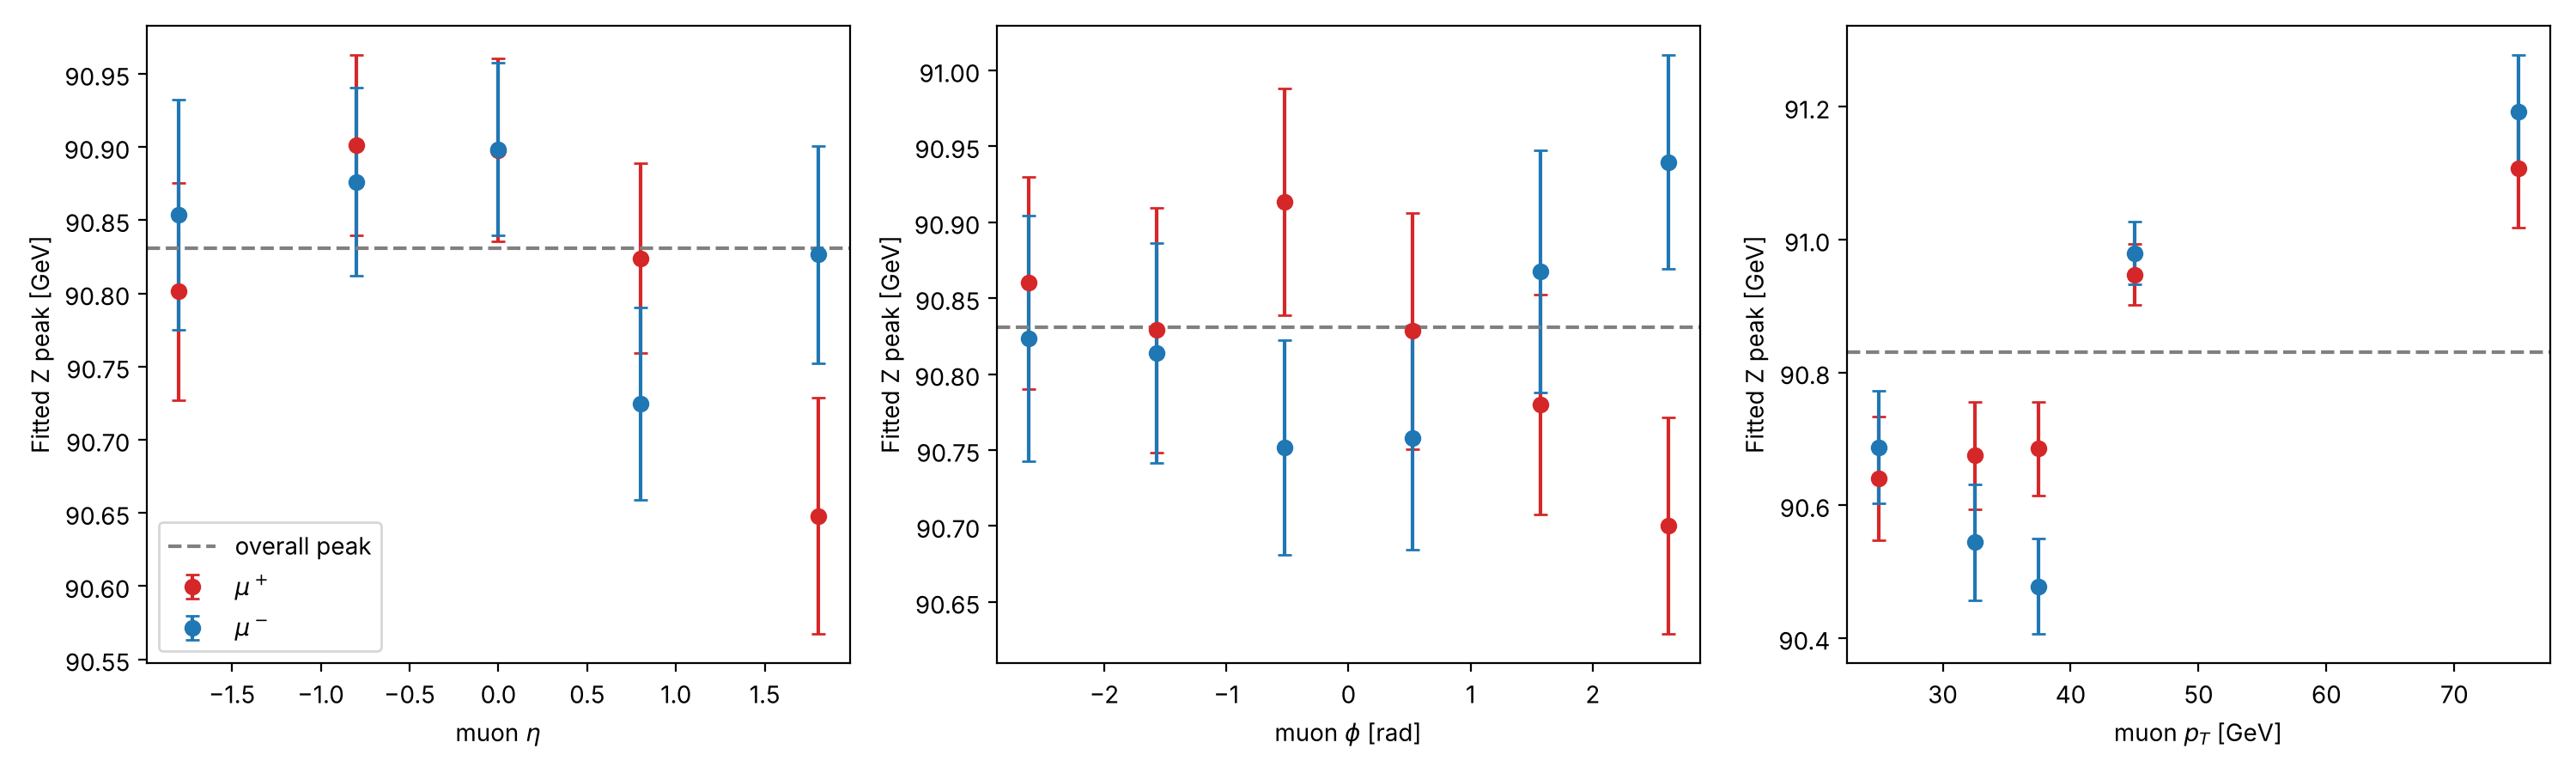 Fitted Z peak [GeV]
90.95
90.90
90.85
90.80
90.75
90.70
90.65
90.60
90.55
−1.5 −1.0 −0.5 0.0 0.5 1.0 1.5
muon η
overall peak
μ⁺
μ⁻
Fitted Z peak [GeV]
91.00
90.95
90.90
90.85
90.80
90.75
90.70
90.65
−2 −1 0 1 2
muon ϕ [rad]
Fitted Z peak [GeV]
91.2
91.0
90.8
90.6
90.4
30 40 50 60 70
muon p_T [GeV]